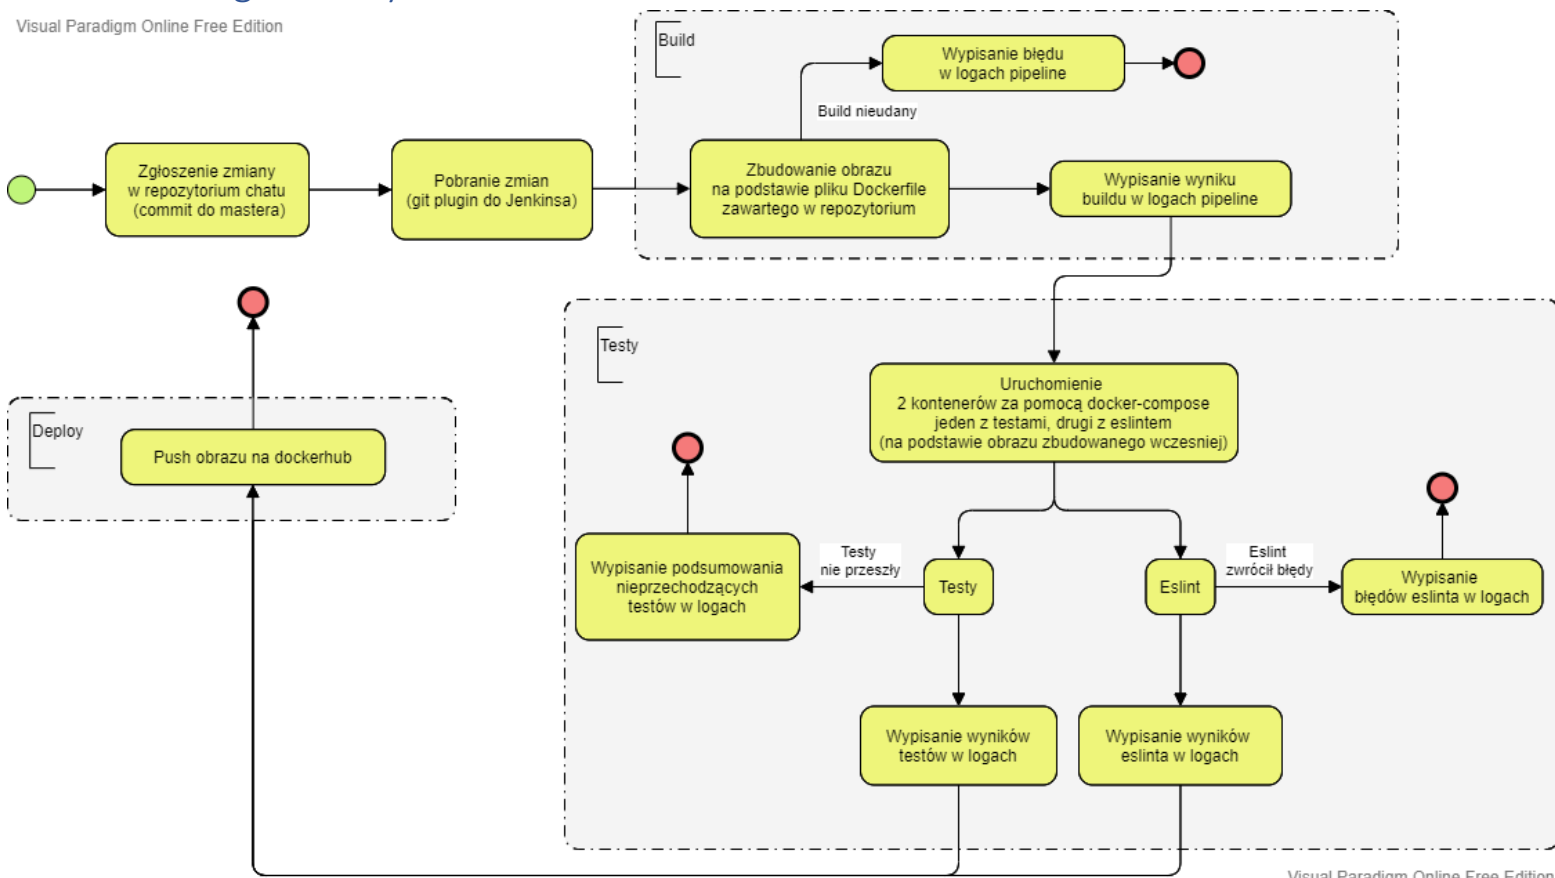 Visual Paradigm Online Free Edition
Build
Wypisanie błędu
w logach pipeline
Build nieudany
Zgłoszenie zmiany
w repozytorium chatu
(commit do mastera)
Pobranie zmian
(git plugin do Jenkinsa)
Zbudowanie obrazu
na podstawie pliku Dockerfile
zawartego w repozytorium
Wypisanie wyniku
buildu w logach pipeline
Testy
Uruchomienie
2 kontenerów za pomocą docker-compose
jeden z testami, drugi z eslintem
(na podstawie obrazu zbudowanego wczesniej)
Deploy
Push obrazu na dockerhub
Wypisanie podsumowania
nieprzechodzących
testów w logach
Testy
nie przeszły
Testy
Eslint
Eslint
zwrócił błędy
Wypisanie
błędów eslinta w logach
Wypisanie wyników
testów w logach
Wypisanie wyników
eslinta w logach
Visual Paradigm Online Free Edition